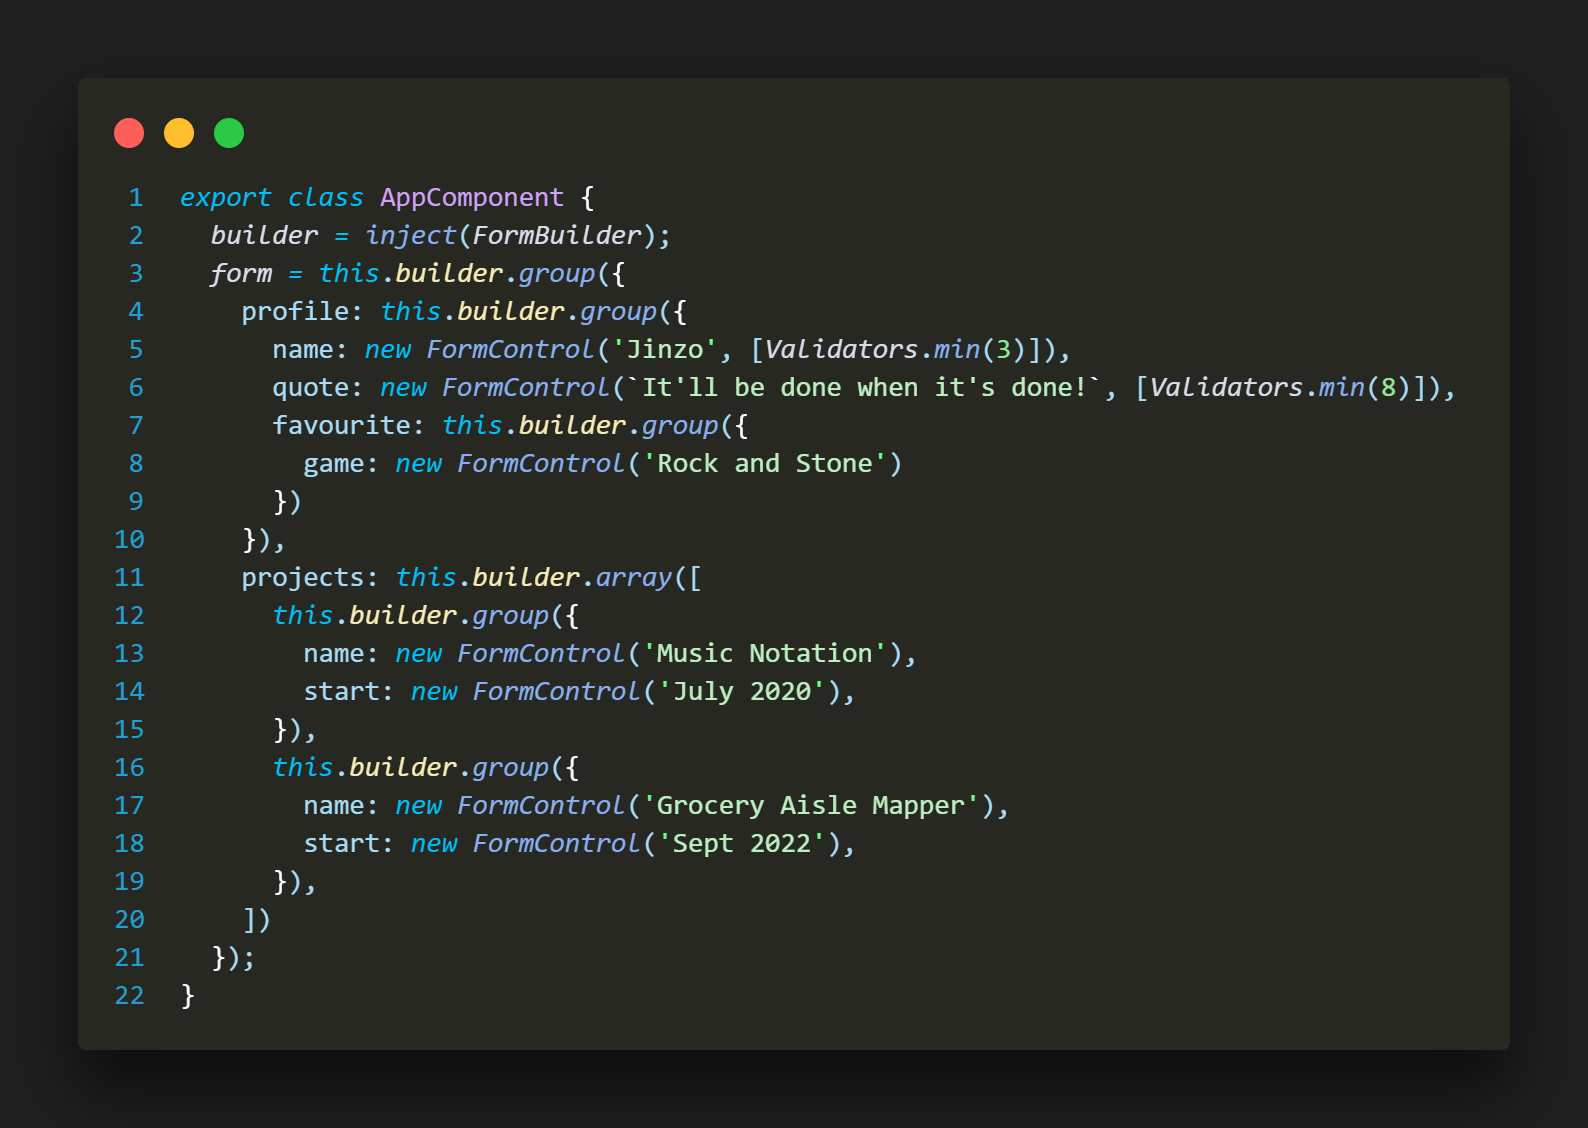 1 export class AppComponent {
2 builder = inject(FormBuilder);
3 form = this.builder.group({
4 profile: this.builder.group({
5 name: new FormControl('Jinzo', [Validators.min(3)]),
6 quote: new FormControl(`It'll be done when it's done!`, [Validators.min(8)]),
7 favourite: this.builder.group({
8 game: new FormControl('Rock and Stone')
9 })
10 }),
11 projects: this.builder.array([
12 this.builder.group({
13 name: new FormControl('Music Notation'),
14 start: new FormControl('July 2020'),
15 }),
16 this.builder.group({
17 name: new FormControl('Grocery Aisle Mapper'),
18 start: new FormControl('Sept 2022'),
19 }),
20 ])
21 });
22 }